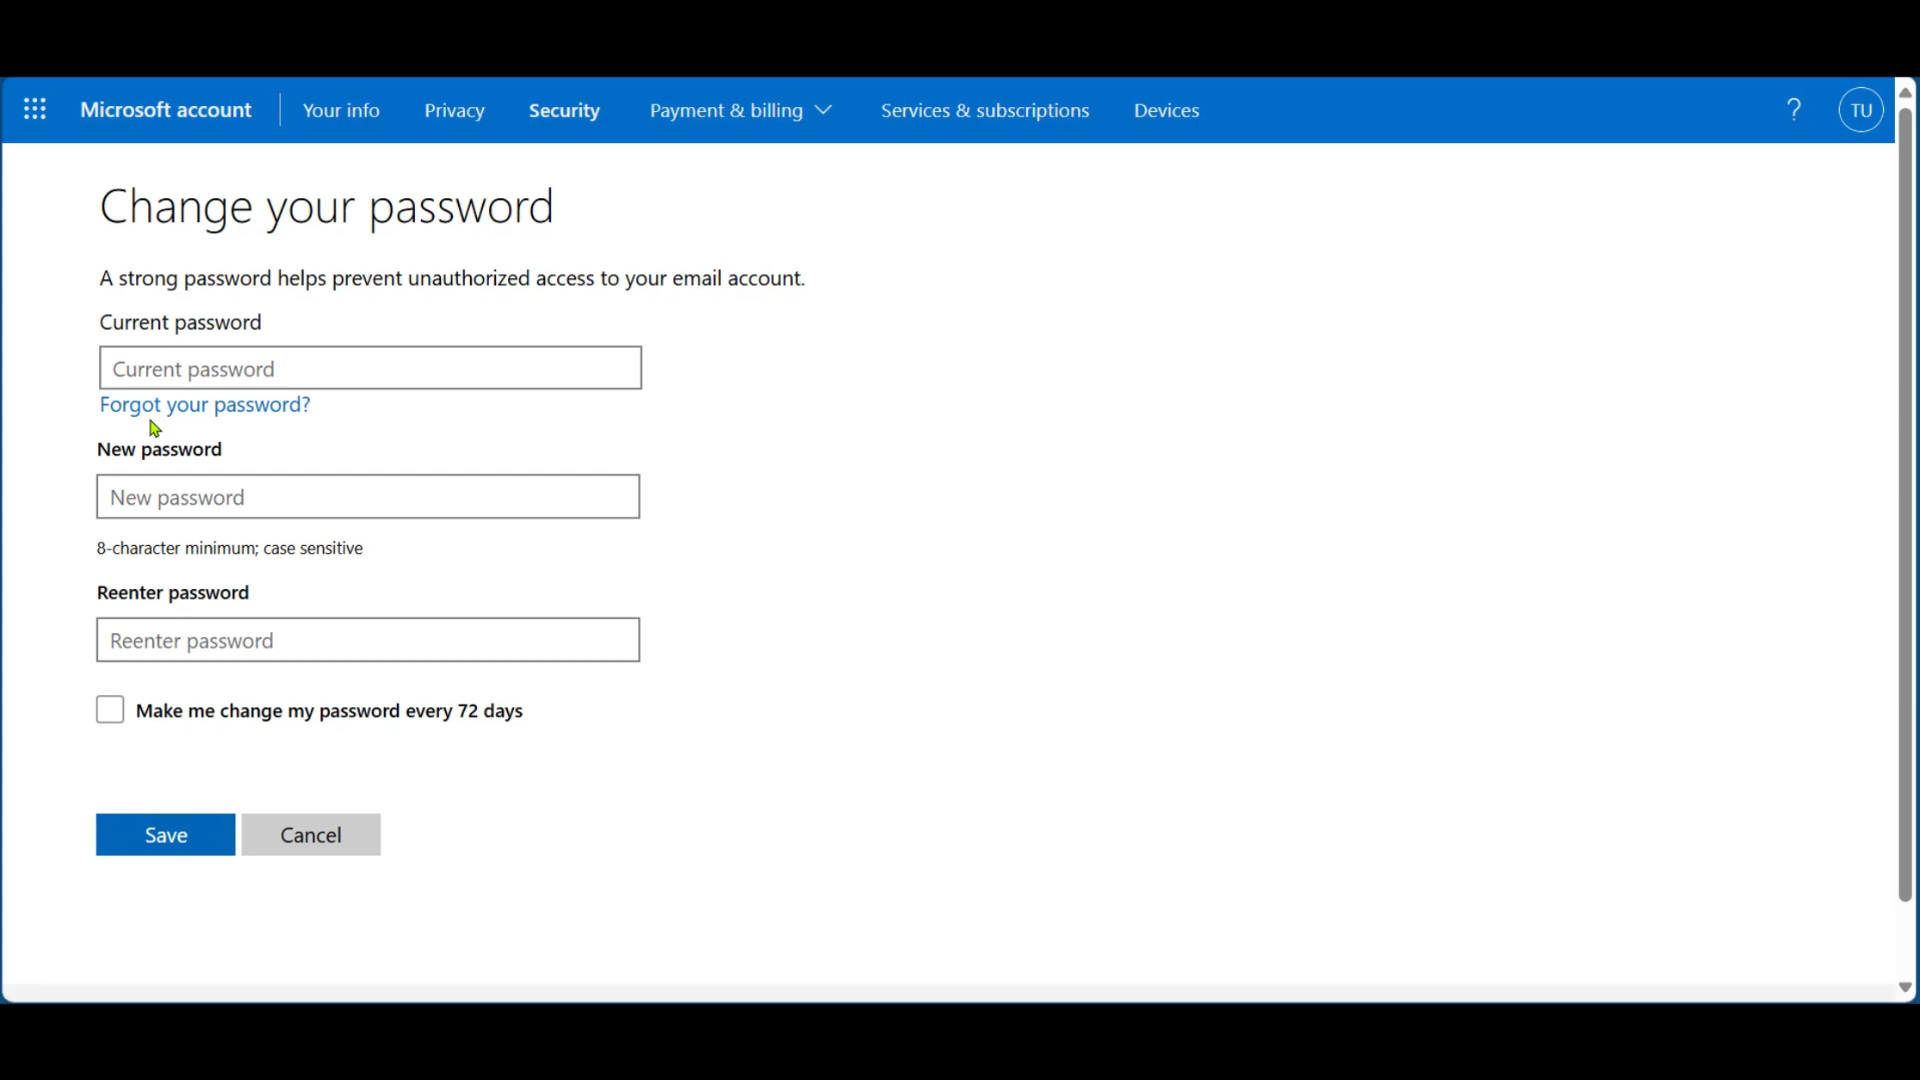 Microsoft account Your info Privacy Security Payment & billing Services & subscriptions Devices ? TU
Change your password
A strong password helps prevent unauthorized access to your email account.
Current password
Current password
Forgot your password?
New password
New password
8-character minimum; case sensitive
Reenter password
Reenter password
Make me change my password every 72 days
Save Cancel